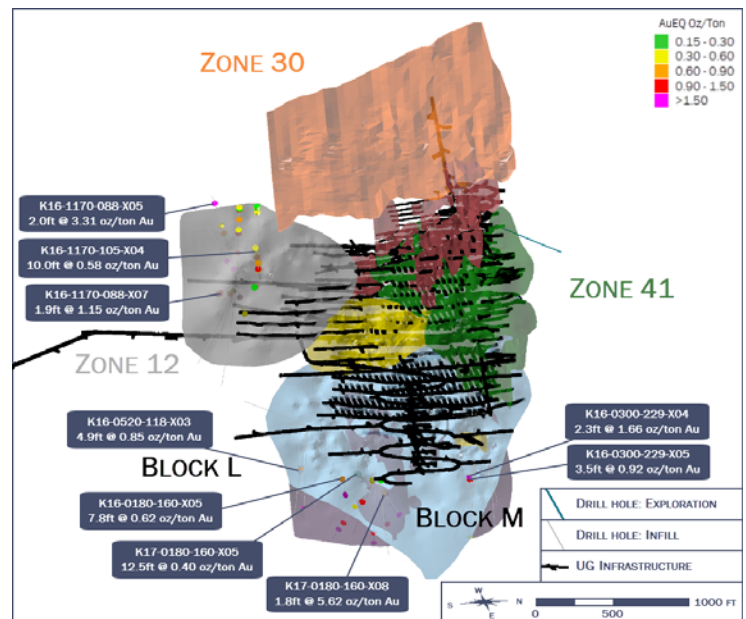 AuEQ Oz/Ton
0.15 - 0.30
0.30 - 0.60
0.60 - 0.90
0.90 - 1.50
>1.50
ZONE 30
K16-1170-088-X05
2.0ft @ 3.31 oz/ton Au
K16-1170-105-X04
10.0ft @ 0.58 oz/ton Au
K16-1170-088-X07
1.9ft @ 1.15 oz/ton Au
ZONE 41
ZONE 12
K16-0520-118-X03
4.9ft @ 0.85 oz/ton Au
K16-0300-229-X04
2.3ft @ 1.66 oz/ton Au
K16-0300-229-X05
3.5ft @ 0.92 oz/ton Au
BLOCK L
K16-0180-160-X05
7.8ft @ 0.62 oz/ton Au
BLOCK M
K17-0180-160-X05
12.5ft @ 0.40 oz/ton Au
K17-0180-160-X08
1.8ft @ 5.62 oz/ton Au
DRILL HOLE: EXPLORATION
DRILL HOLE: INFILL
UG INFRASTRUCTURE
W
S N
E
0 500 1000 FT